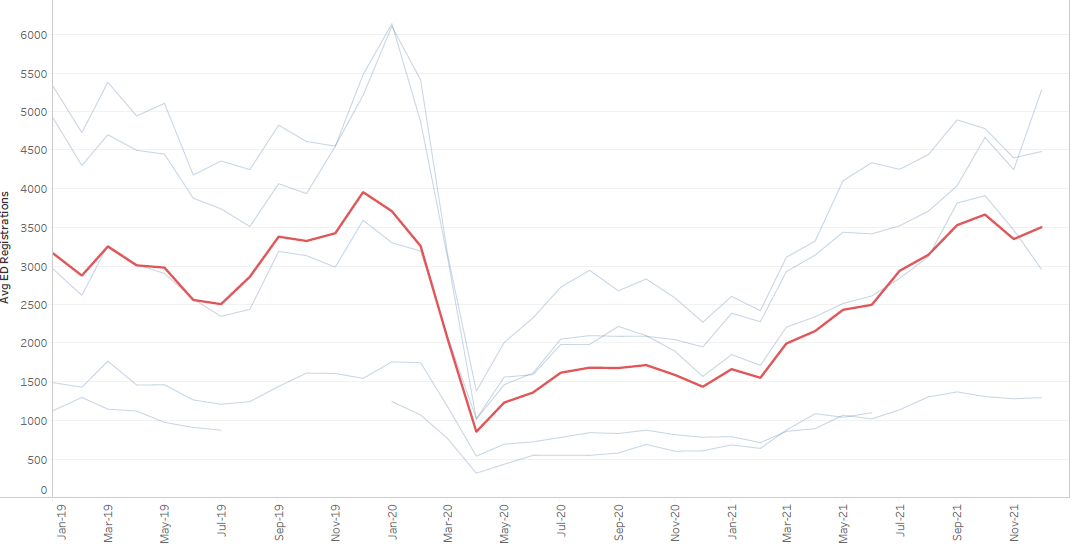 Avg ED Registrations
6000
5500
5000
4500
4000
3500
3000
2500
2000
1500
1000
500
0
Jan-19
Mar-19
May-19
Jul-19
Sep-19
Nov-19
Jan-20
Mar-20
May-20
Jul-20
Sep-20
Nov-20
Jan-21
Mar-21
May-21
Jul-21
Sep-21
Nov-21